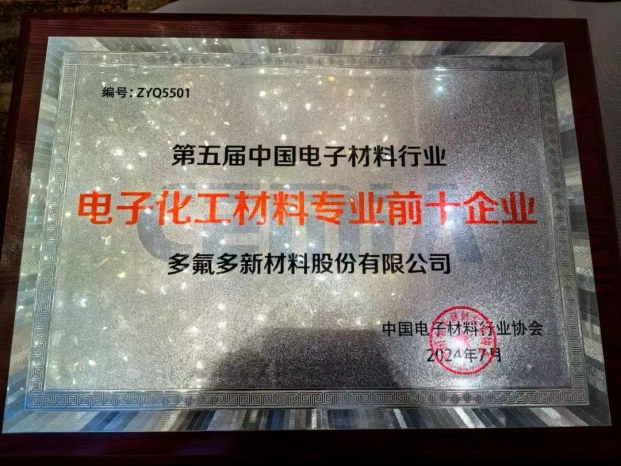 编号：ZYQ5501
第五届中国电子材料行业
电子化工材料专业前十企业
多氟多新材料股份有限公司
中国电子材料行业协会
2024年7月